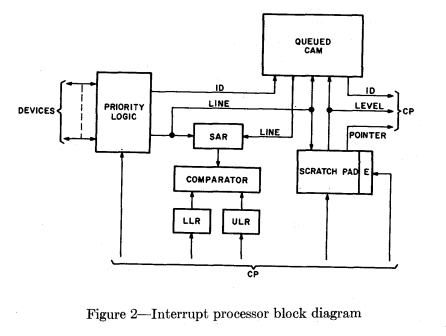 QUEUED
CAM
ID
ID
DEVICES
PRIORITY
LOGIC
LINE
LEVEL
CP
SAR
LINE
POINTER
COMPARATOR
SCRATCH PAD E
LLR
ULR
CP
Figure 2—Interrupt processor block diagram